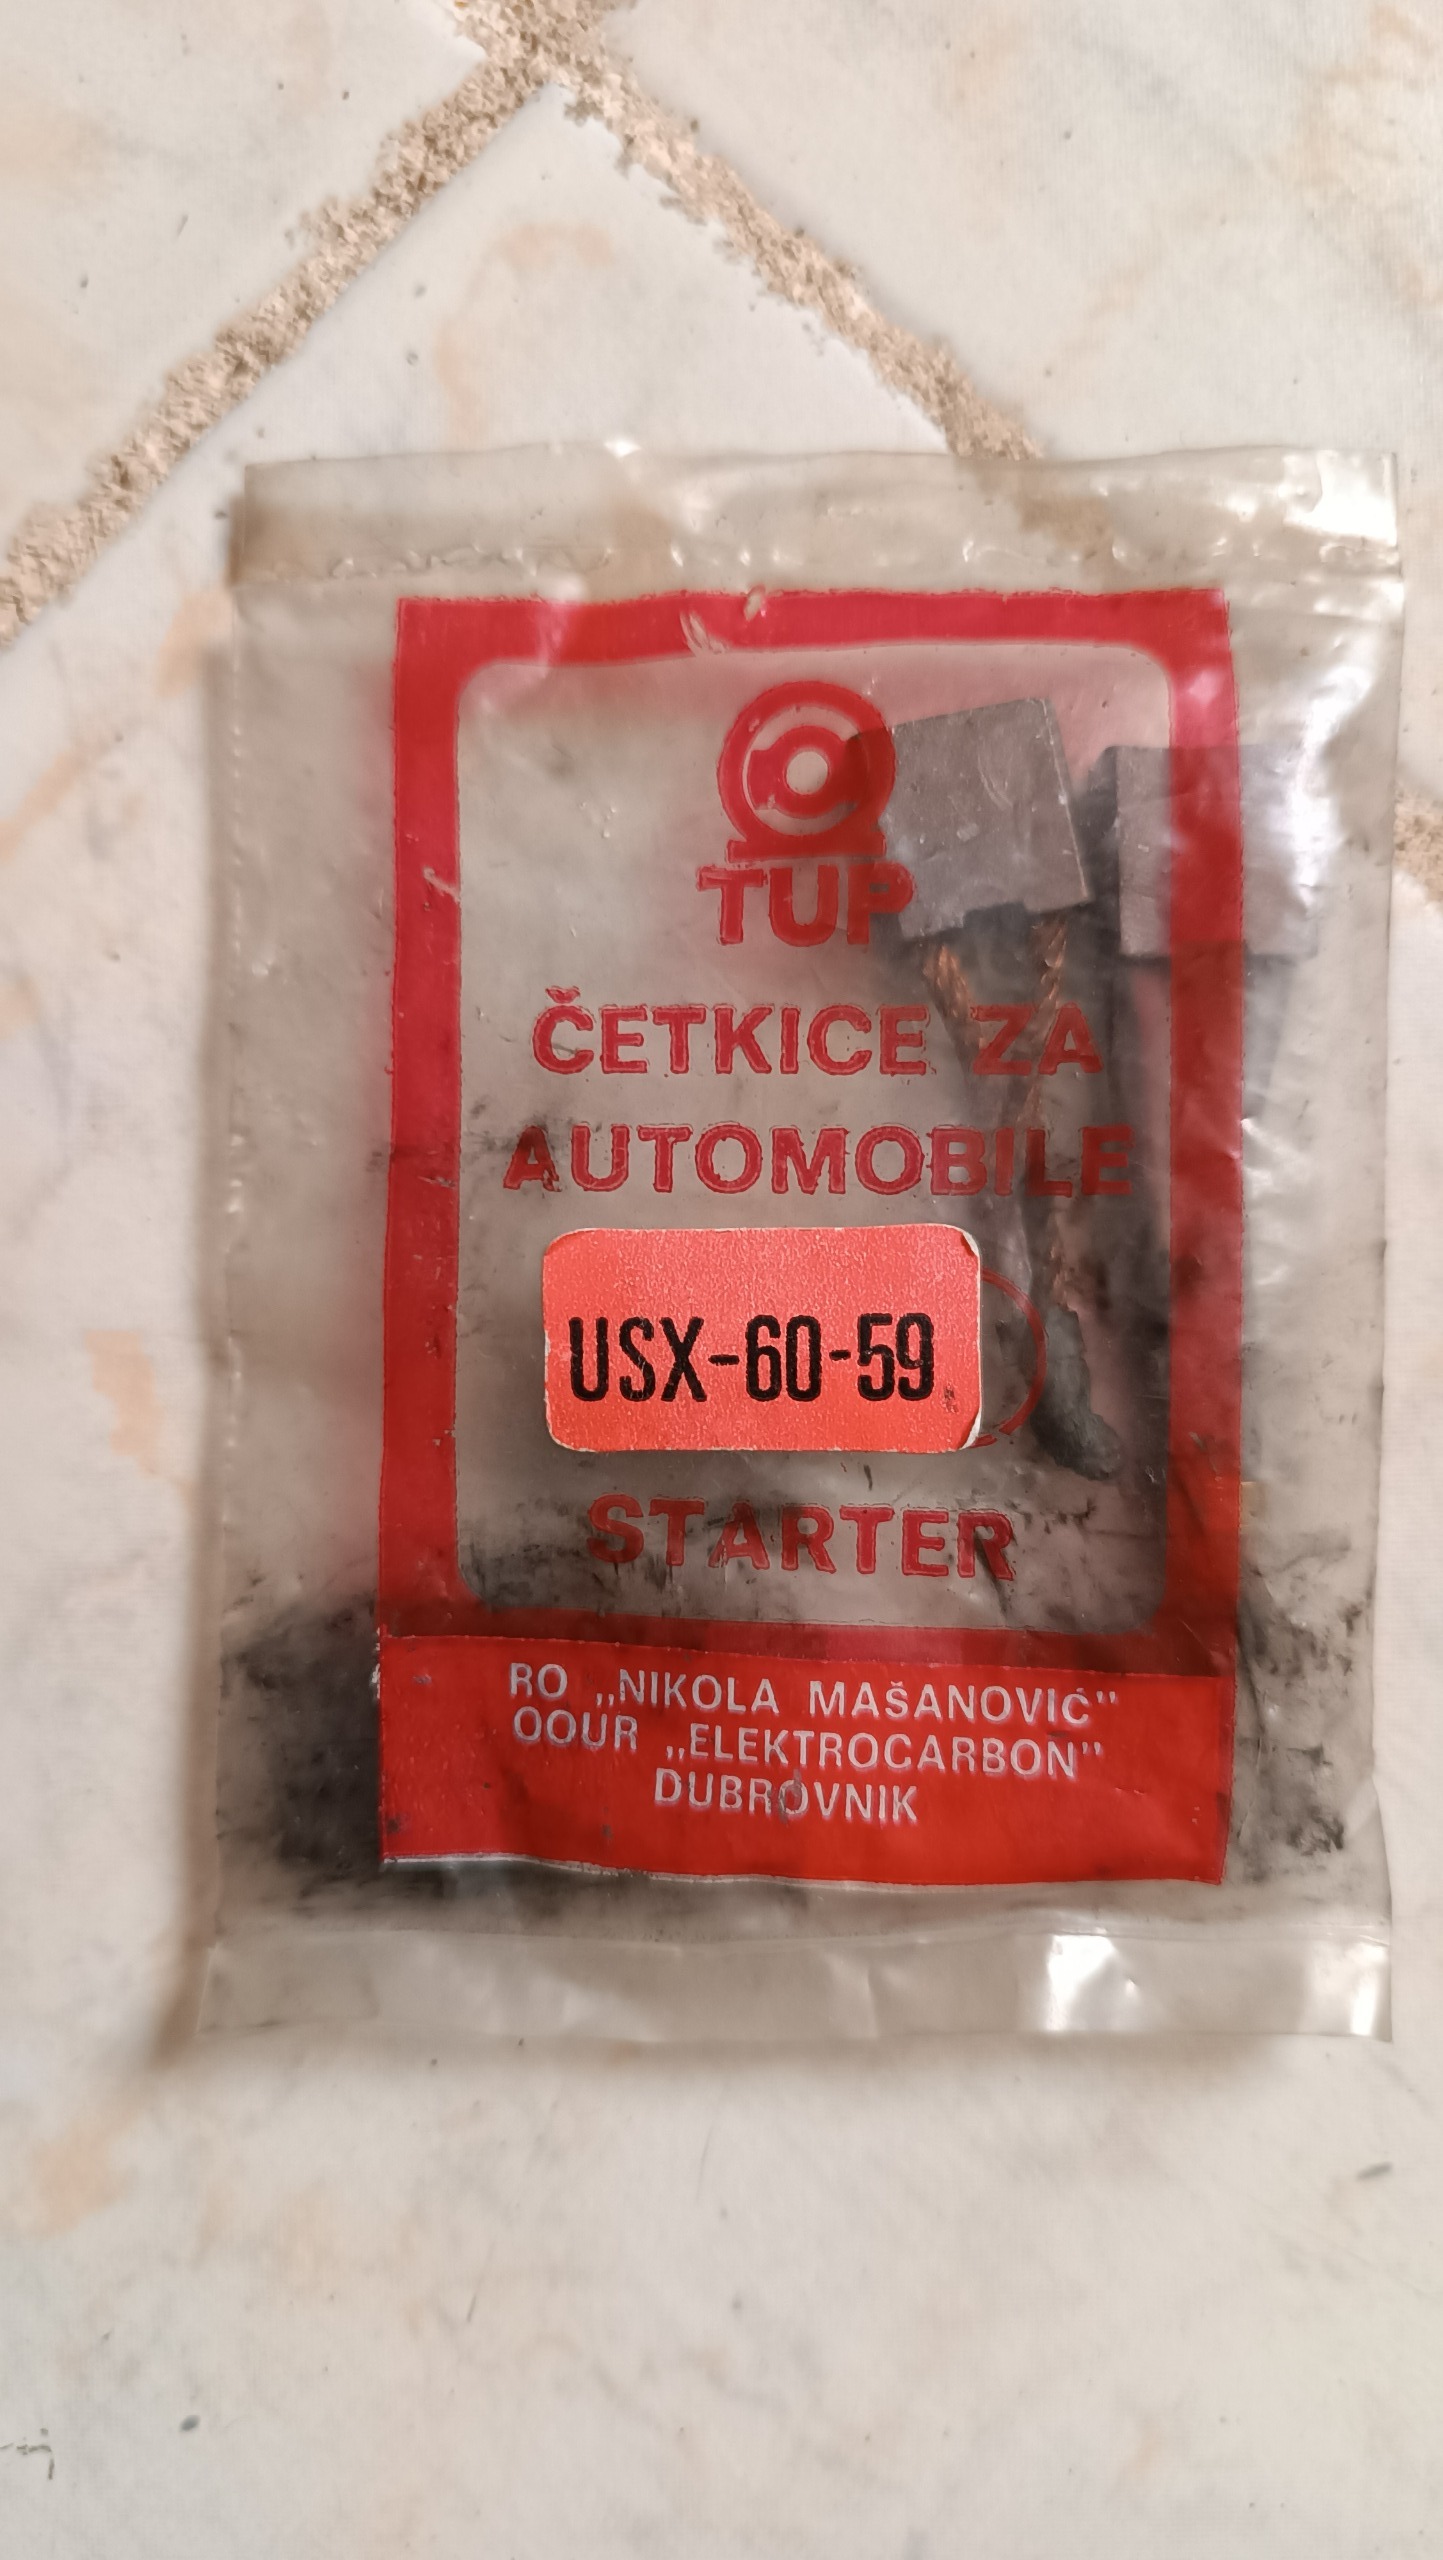 TUP
ČETKICE ZA
AUTOMOBILE
USX-60-59
STARTER
RO „NIKOLA MAŠANOVIĆ"
OOUR „ELEKTROCARBON"
DUBROVNIK